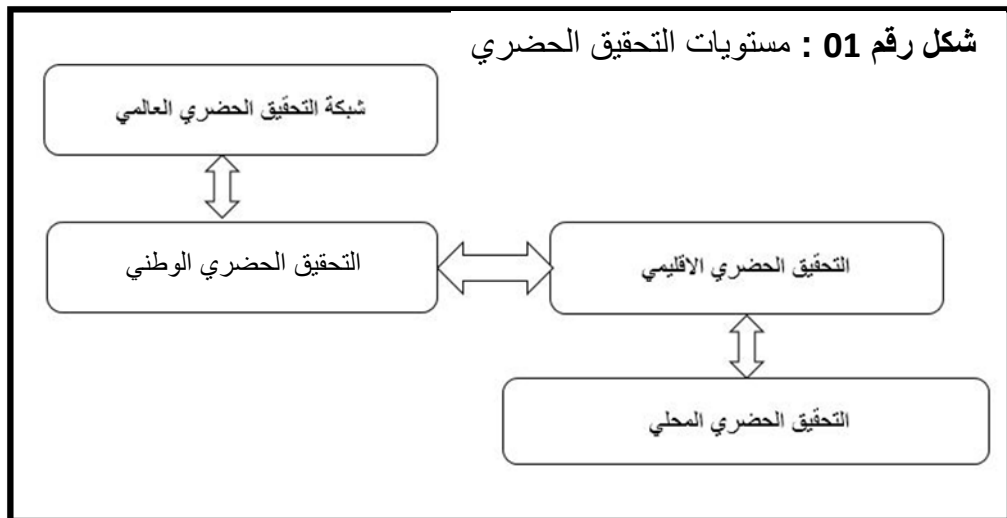 شكل رقم 01 : مستويات التحقيق الحضري
شبكة التحقيق الحضري العالمي
التحقيق الحضري الوطني
التحقيق الحضري الاقليمي
التحقيق الحضري المحلي